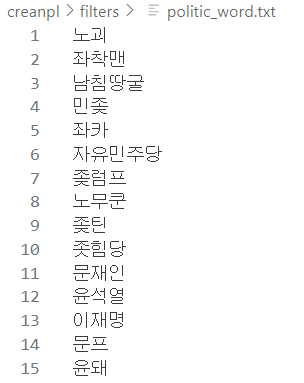 creanpl > filters > politic_word.txt
1 노괴
2 좌착맨
3 남침땅굴
4 민좆
5 좌카
6 자유민주당
7 좆럼프
8 노무쿤
9 좆틴
10 좃힘당
11 문재인
12 윤석열
13 이재명
14 문프
15 윤돼